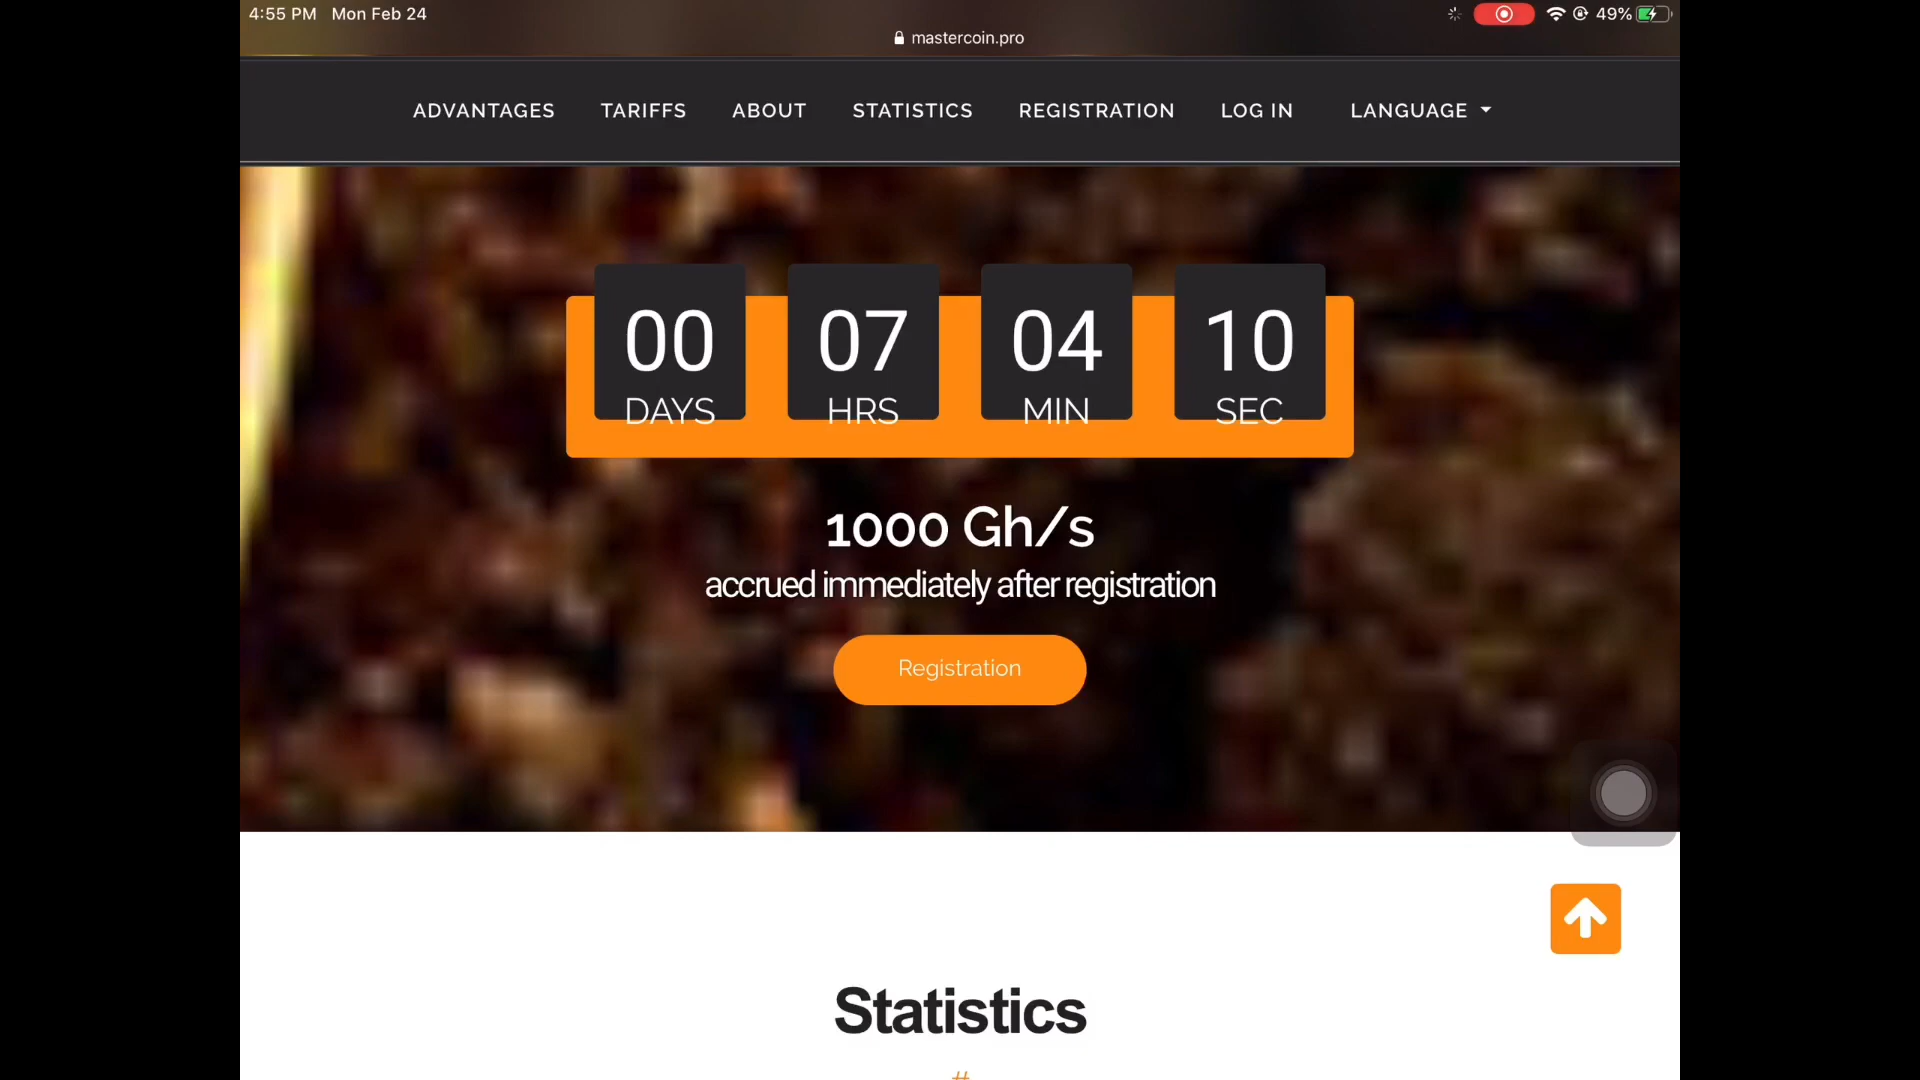 4:55 PM Mon Feb 24
49%
mastercoin.pro
ADVANTAGES TARIFFS ABOUT STATISTICS REGISTRATION LOG IN LANGUAGE
00 07 04 10
DAYS HRS MIN SEC
1000 Gh/s
accrued immediately after registration
Registration
Statistics
#